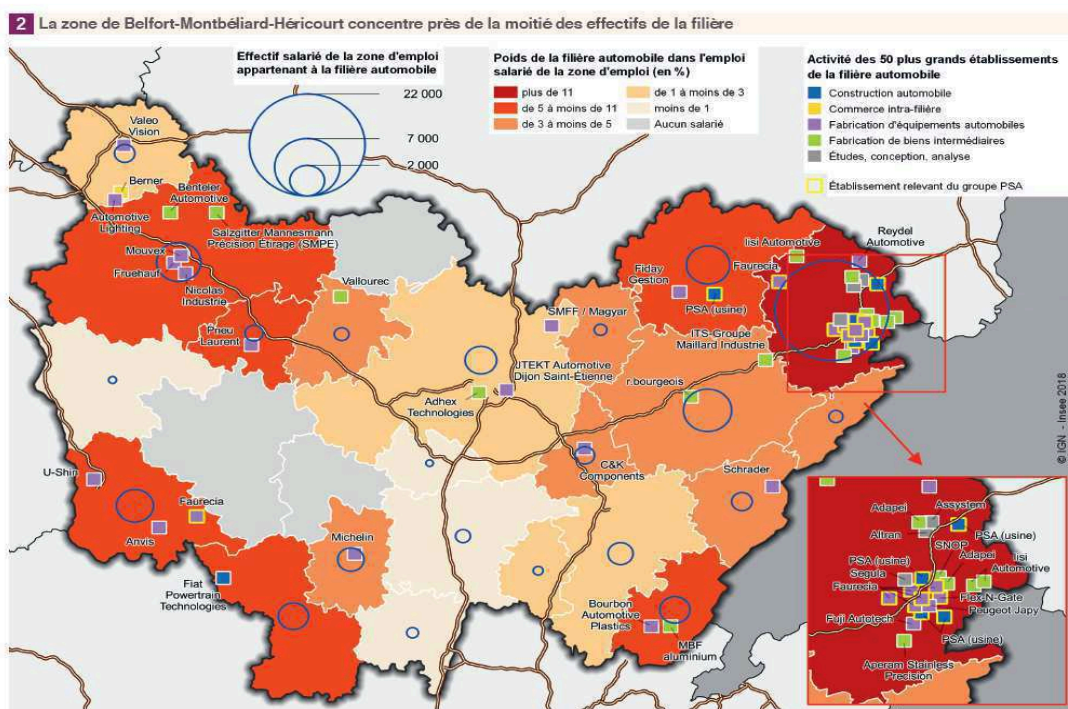 2 La zone de Belfort-Montbéliard-Héricourt concentre près de la moitié des effectifs de la filière
Effectif salarié de la zone d'emploi
appartenant à la filière automobile
22 000
7 000
2 000
Poids de la filière automobile dans l'emploi
salarié de la zone d'emploi (en %)
plus de 11
de 5 à moins de 11
de 3 à moins de 5
de 1 à moins de 3
moins de 1
Aucun salarié
Activité des 50 plus grands établissements
de la filière automobile
Construction automobile
Commerce intra-filière
Fabrication d'équipements automobiles
Fabrication de biens intermédiaires
Études, conception, analyse
Établissement relevant du groupe PSA
Valeo
Vision
Berner
Automotive
Lighting
Benteler
Automotive
Salzgitter Mannesmann
Précision Étirage (SMPE)
Mouvex
Fruehauf
Nicolas
Industrie
Pneu
Laurent
Vallourec
SMFF / Magyar
JTEKT Automotive
Dijon Saint-Étienne
Adhex
Technologies
Fiday
Gestion
PSA (usine)
lisi Automotive
Faurecia
Reydel
Automotive
ITS-Groupe
Maillard Industrie
r.bourgeois
C&K
Components
Schrader
U-Shin
Faurecia
Anvis
Fiat
Powertrain
Technologies
Michelin
Bourbon
Automotive
Plastics
MBF
aluminium
Adapei
Assystem
Altran
PSA (usine)
SNOP
Adapei
PSA (usine)
Segula
lisi
Automotive
Faurecia
Flex-N-Gate
Peugeot Japy
Fuji Autotech
PSA (usine)
Aperam Stainless
Precision
© IGN - Insee 2018